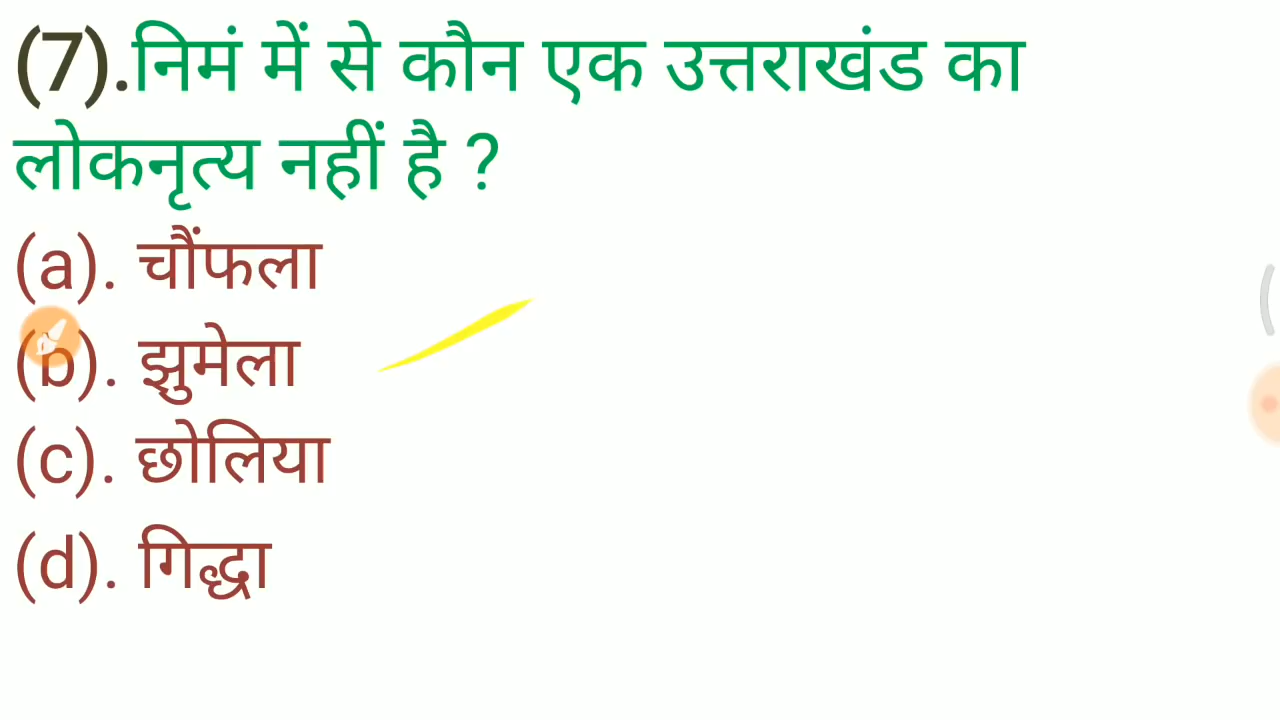 (7).निमं में से कौन एक उत्तराखंड का
लोकनृत्य नहीं है ?
(a). चौंफला
(b). झुमेला
(c). छोलिया
(d). गिद्धा